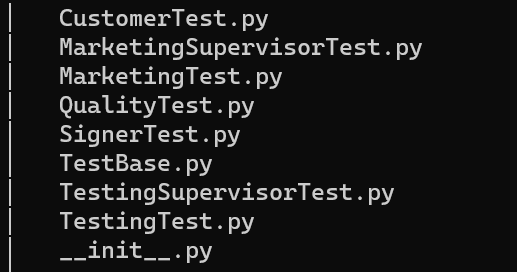 CustomerTest.py
MarketingSupervisorTest.py
MarketingTest.py
QualityTest.py
SignerTest.py
TestBase.py
TestingSupervisorTest.py
TestingTest.py
__init__.py